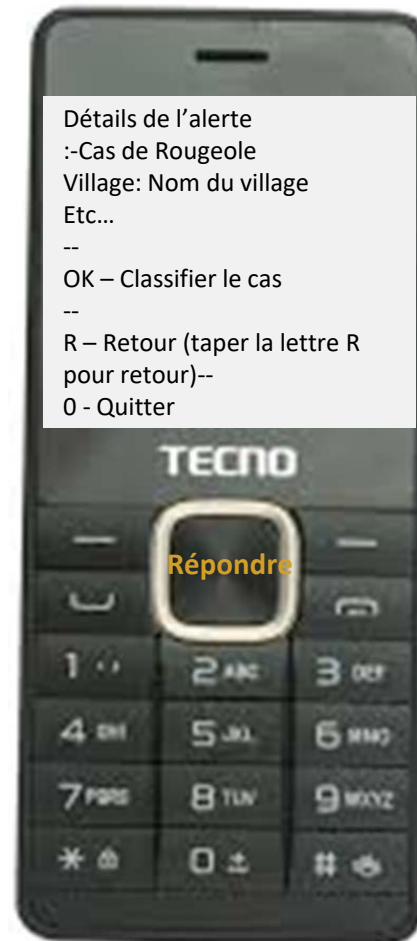 Détails de l’alerte
:-Cas de Rougeole
Village: Nom du village
Etc…
--
OK – Classifier le cas
--
R – Retour (taper la lettre R
pour retour)--
0 - Quitter
TECNO
Répondre
1
2 ABC 3 DEF
4 GHI 5 JKL 6 MNO
7 PQRS 8 TUV 9 WXYZ
* 0 #